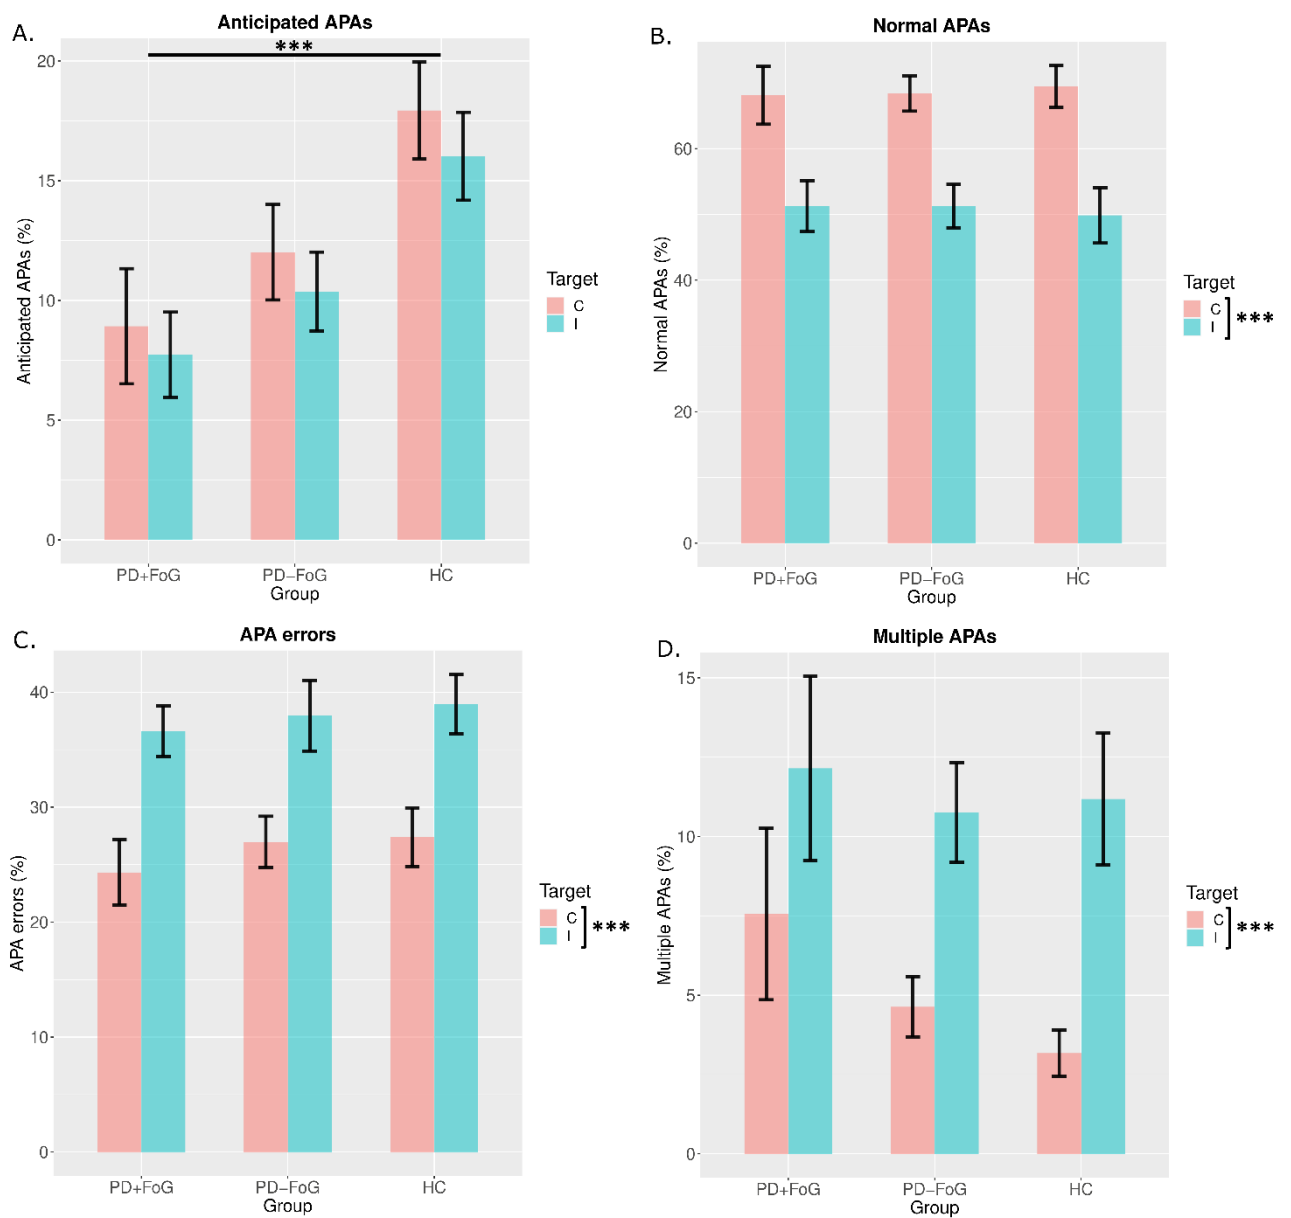 A.
Anticipated APAs
***
20
15
10
5
0
Anticipated APAs (%)
PD+FoG PD−FoG HC
Group
Target
C
I
B.
Normal APAs
60
40
20
0
Normal APAs (%)
PD+FoG PD−FoG HC
Group
Target
C
I
***
C.
APA errors
40
30
20
10
0
APA errors (%)
PD+FoG PD−FoG HC
Group
Target
C
I
***
D.
Multiple APAs
15
10
5
0
Multiple APAs (%)
PD+FoG PD−FoG HC
Group
Target
C
I
***